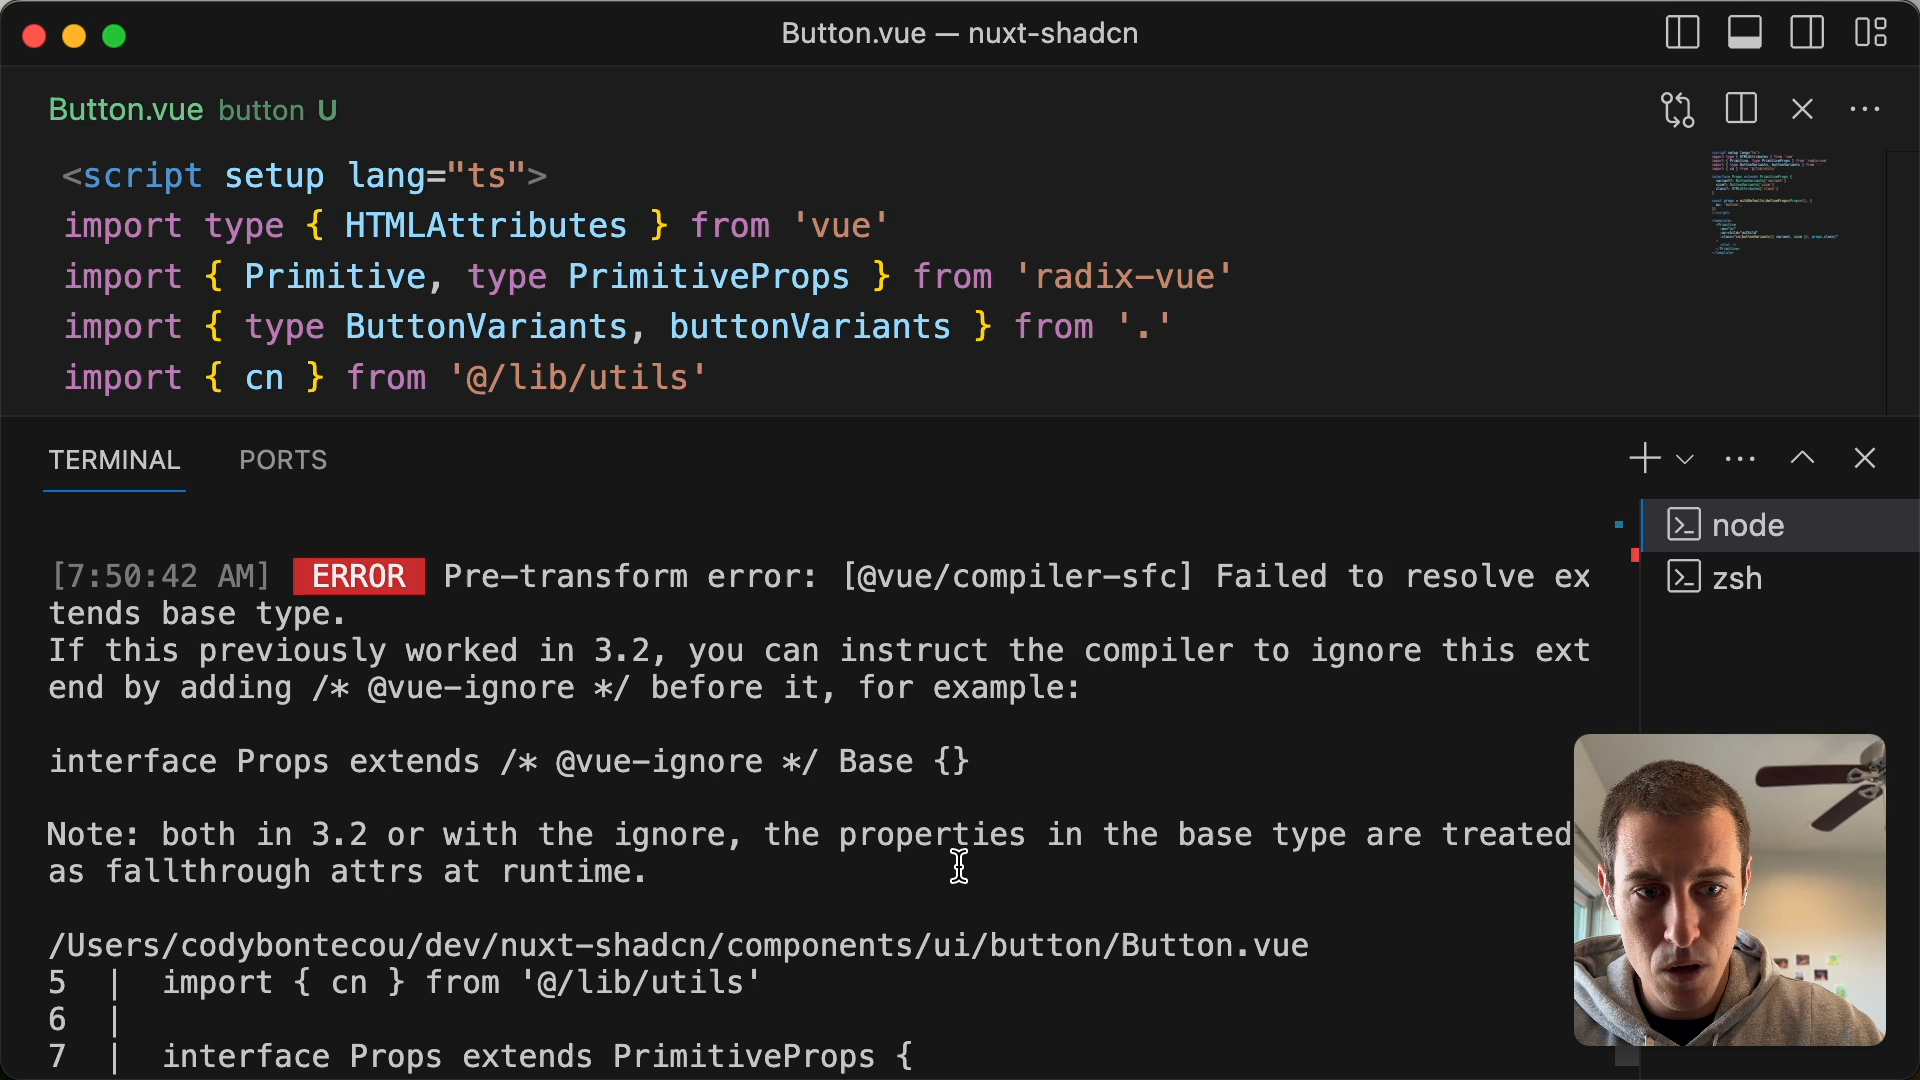 Button.vue — nuxt-shadcn
Button.vue button U
<script setup lang="ts">
import type { HTMLAttributes } from 'vue'
import { Primitive, type PrimitiveProps } from 'radix-vue'
import { type ButtonVariants, buttonVariants } from '.'
import { cn } from '@/lib/utils'
TERMINAL PORTS
node
zsh
[7:50:42 AM] ERROR Pre-transform error: [@vue/compiler-sfc] Failed to resolve ex
tends base type.
If this previously worked in 3.2, you can instruct the compiler to ignore this ext
end by adding /* @vue-ignore */ before it, for example:
interface Props extends /* @vue-ignore */ Base {}
Note: both in 3.2 or with the ignore, the properties in the base type are treated
as fallthrough attrs at runtime.
/Users/codybontecou/dev/nuxt-shadcn/components/ui/button/Button.vue
5 | import { cn } from '@/lib/utils'
6 |
7 | interface Props extends PrimitiveProps {